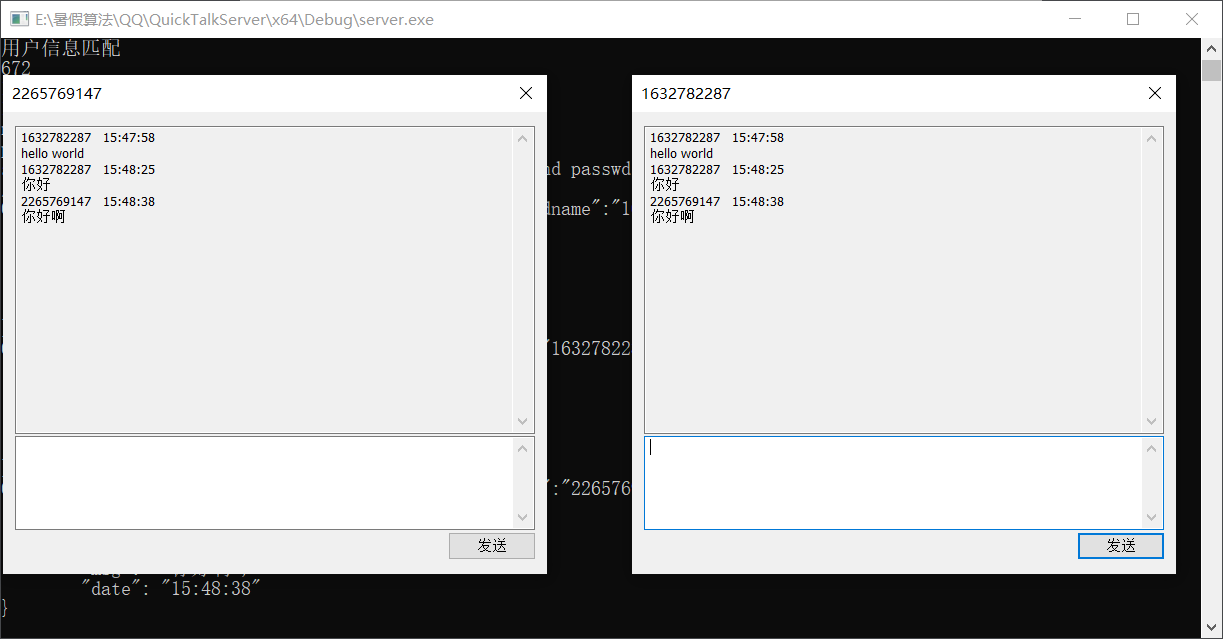 E:\暑假算法\QQ\QuickTalkServer\x64\Debug\server.exe
用户信息匹配
672
2265769147
1632782287 15:47:58
hello world
1632782287 15:48:25
你好
2265769147 15:48:38
你好啊
发送
nd passwd
dname":"1
"16327822
":"226576
1632782287
1632782287 15:47:58
hello world
1632782287 15:48:25
你好
2265769147 15:48:38
你好啊
发送
"date": "15:48:38"
}